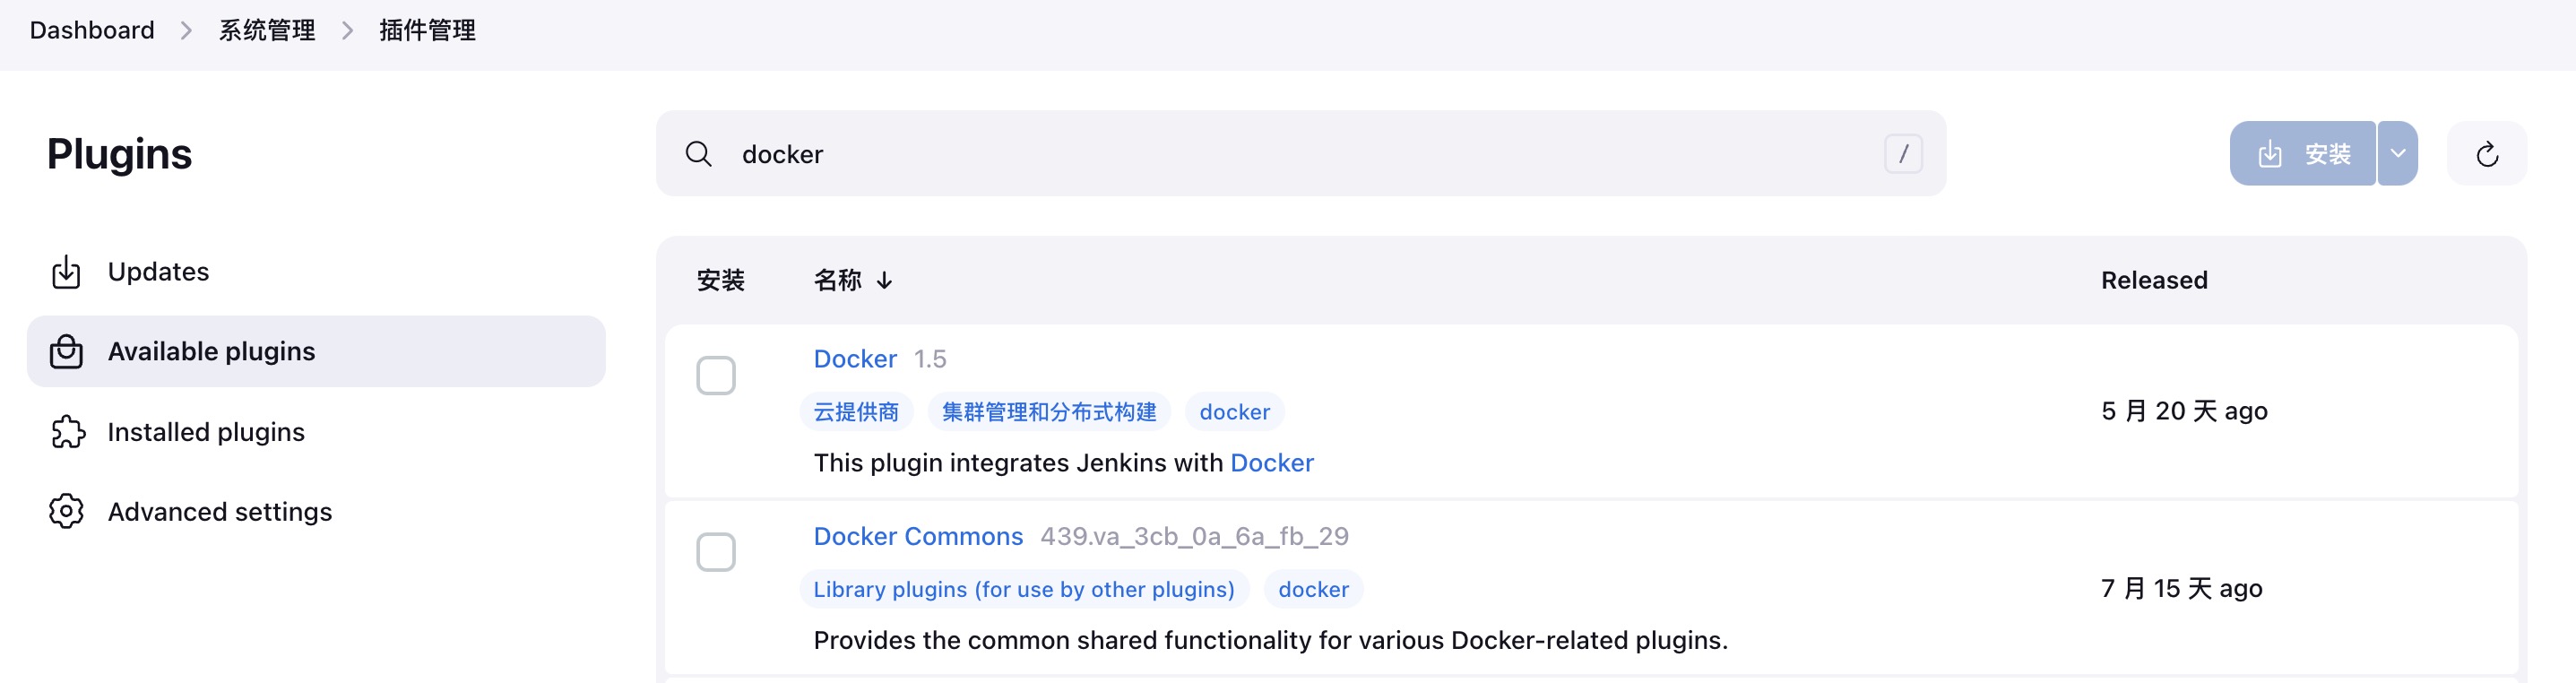 Dashboard > 系统管理 > 插件管理
Plugins
docker
/
安装
Updates
Available plugins
Installed plugins
Advanced settings
安装 名称 ↓ Released
Docker 1.5
云提供商 集群管理和分布式构建 docker
This plugin integrates Jenkins with Docker
5 月 20 天 ago
Docker Commons 439.va_3cb_0a_6a_fb_29
Library plugins (for use by other plugins) docker
Provides the common shared functionality for various Docker-related plugins.
7 月 15 天 ago